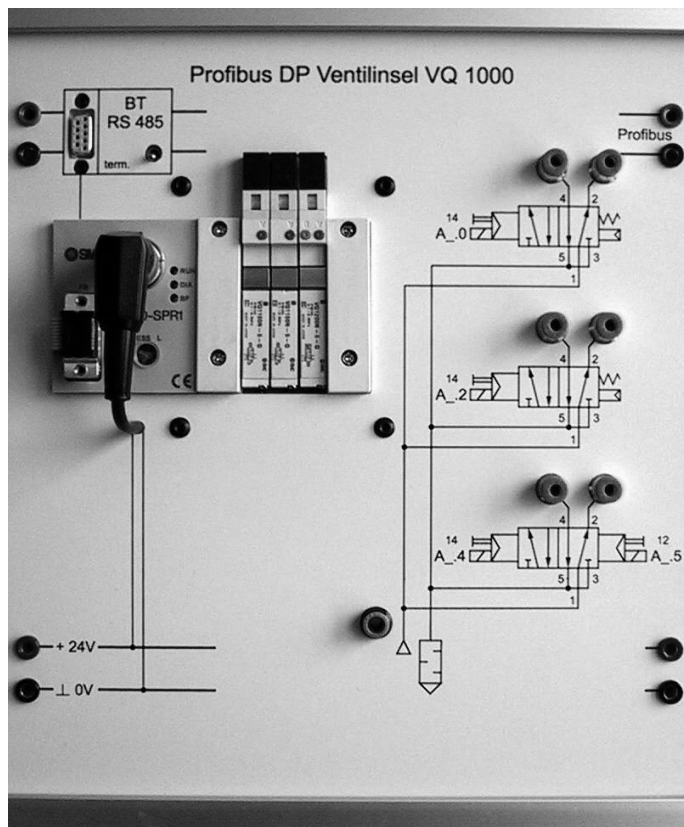 Profibus DP Ventilinsel VQ 1000
BT
RS 485
term.
Profibus
4 2
14
A_.0
5 3
1
RUN
DIA
BF
-SPR1
CE
4 2
14
A_.2
5 3
1
4 2
14
A_.4
12
A_.5
5 3
1
+ 24V
⊥ 0V